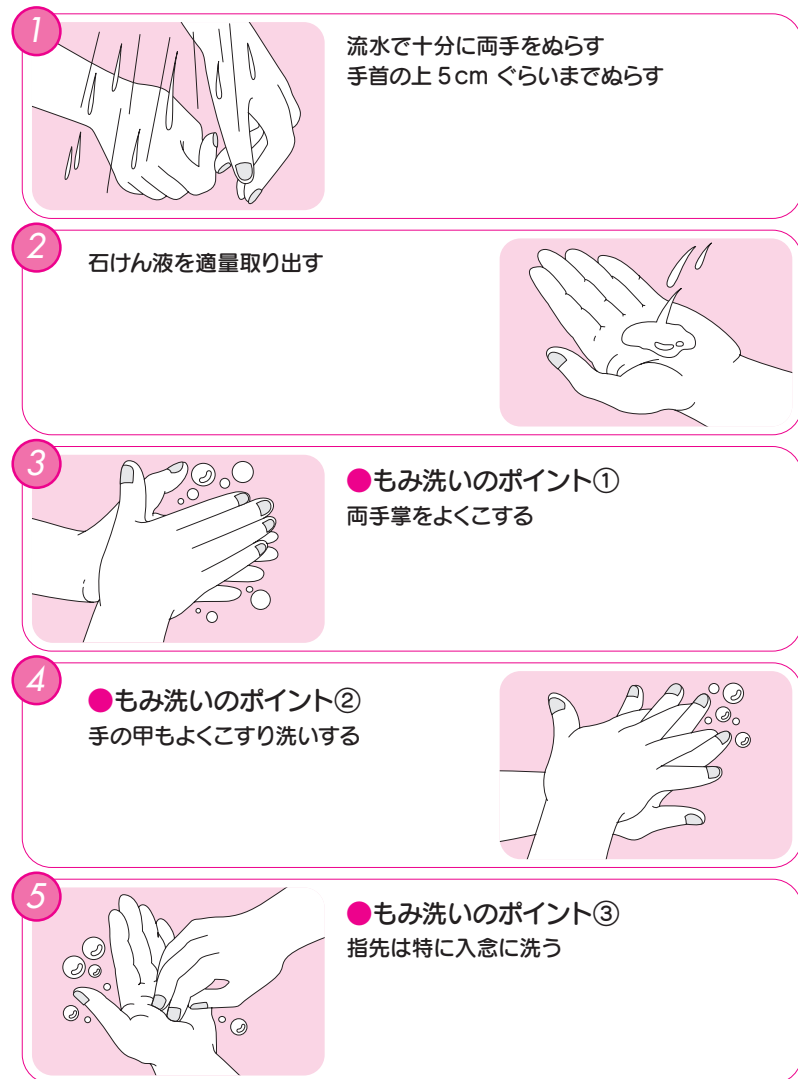 1
流水で十分に両手をぬらす
手首の上5cm ぐらいまでぬらす
2
石けん液を適量取り出す
3
●もみ洗いのポイント①
両手掌をよくこする
4
●もみ洗いのポイント②
手の甲もよくこすり洗いする
5
●もみ洗いのポイント③
指先は特に入念に洗う